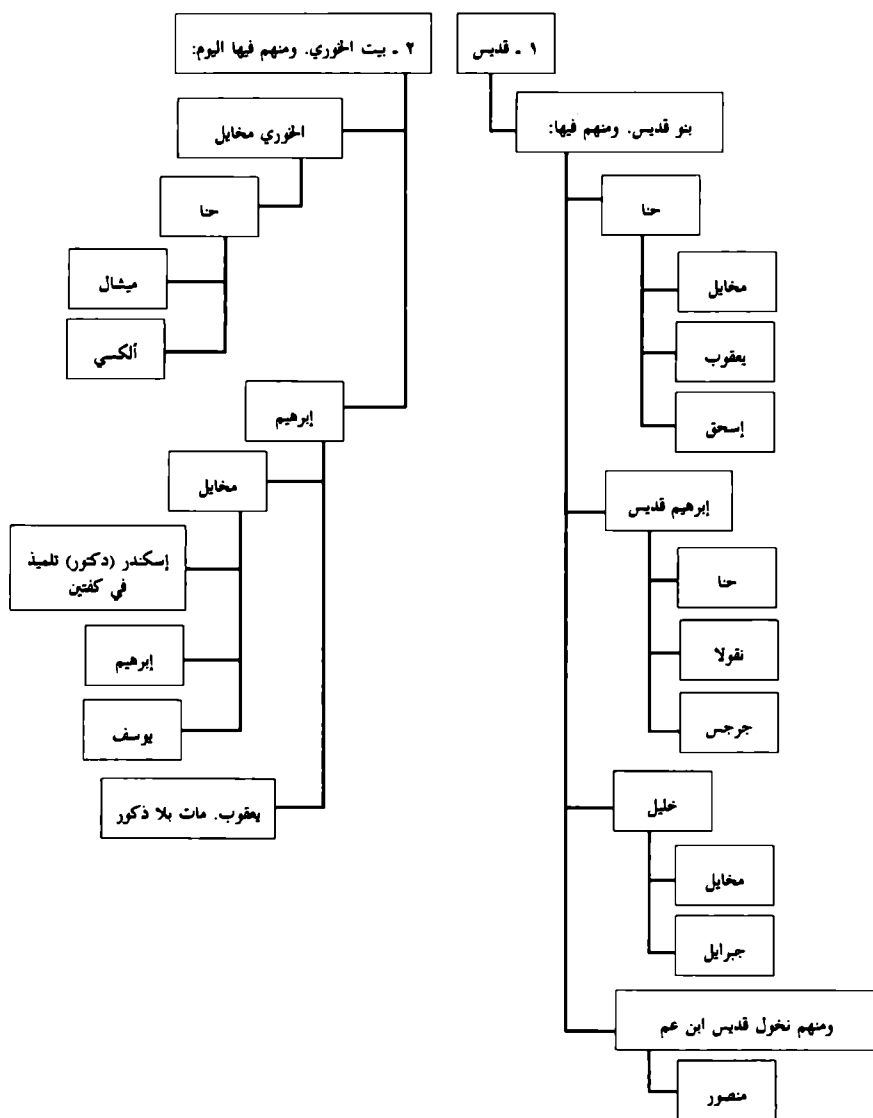 ١ ـ قديس
بنو قديس. ومنهم فيها:
حنا
مخايل
يعقوب
إسحق
إبرهيم قديس
حنا
نقولا
جرجس
خليل
مخايل
جبرايل
ومنهم نخول قديس ابن عم
منصور
٢ ـ بيت الخوري. ومنهم فيها اليوم:
الخوري مخايل
حنا
ميشال
ألكسي
إبرهيم
مخايل
إسكندر (دكتور) تلميذ
في كفتين
إبرهيم
يوسف
يعقوب. مات بلا ذكور